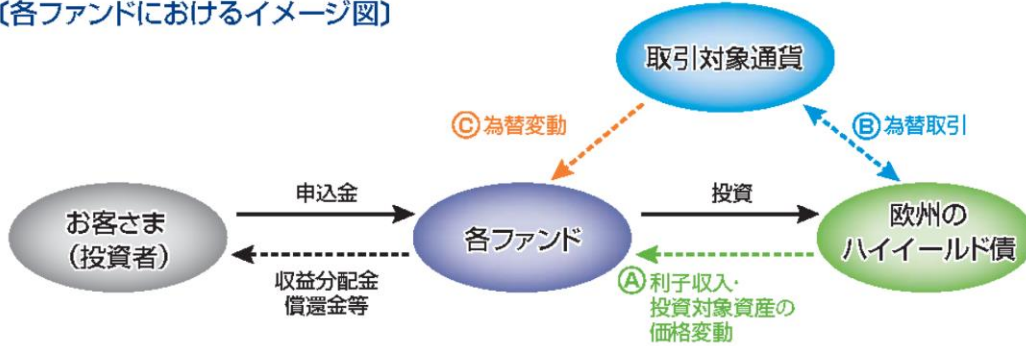 〔各ファンドにおけるイメージ図〕
取引対象通貨
Ⓒ為替変動
Ⓑ為替取引
お客さま
（投資者）
申込金
収益分配金
償還金等
各ファンド
投資
Ⓐ利子収入・
投資対象資産の
価格変動
欧州の
ハイイールド債